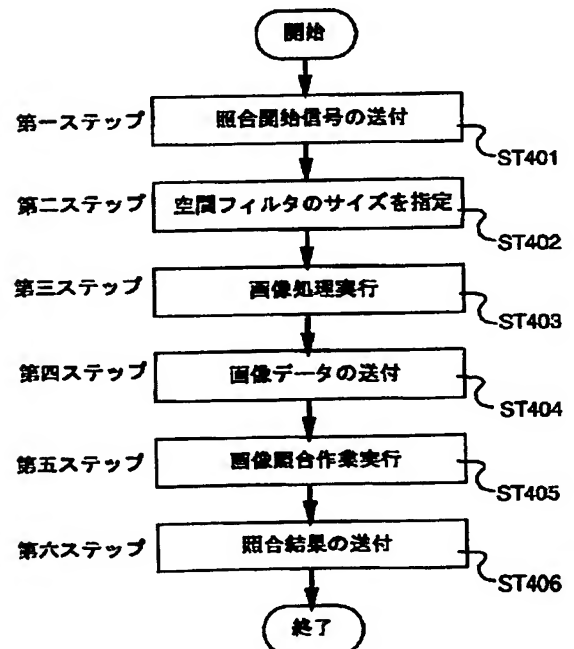 開始
第一ステップ 照合開始信号の送付
ST401
第二ステップ 空間フィルタのサイズを指定
ST402
第三ステップ 画像処理実行
ST403
第四ステップ 画像データの送付
ST404
第五ステップ 画像照合作業実行
ST405
第六ステップ 照合結果の送付
ST406
終了